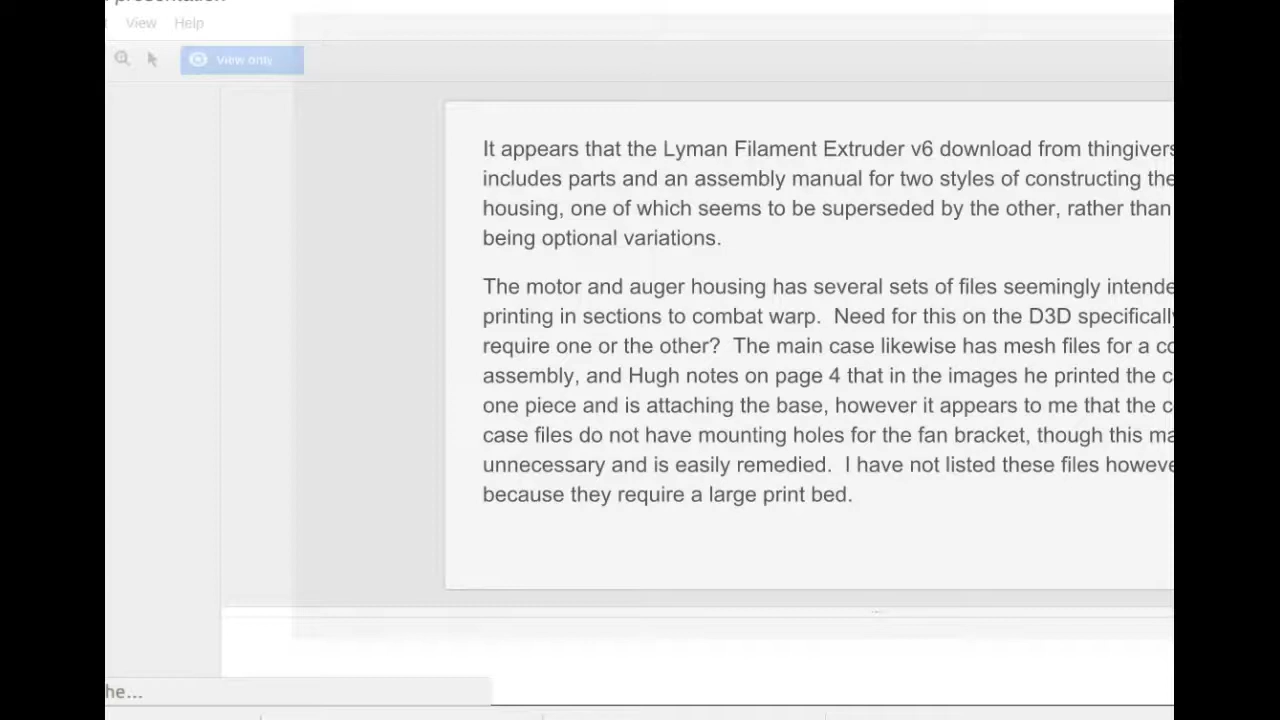 presentation
View Help
View only
It appears that the Lyman Filament Extruder v6 download from thingivers
includes parts and an assembly manual for two styles of constructing the
housing, one of which seems to be superseded by the other, rather than
being optional variations.
The motor and auger housing has several sets of files seemingly intende
printing in sections to combat warp. Need for this on the D3D specifically
require one or the other? The main case likewise has mesh files for a co
assembly, and Hugh notes on page 4 that in the images he printed the c
one piece and is attaching the base, however it appears to me that the c
case files do not have mounting holes for the fan bracket, though this ma
unnecessary and is easily remedied. I have not listed these files howeve
because they require a large print bed.
he...